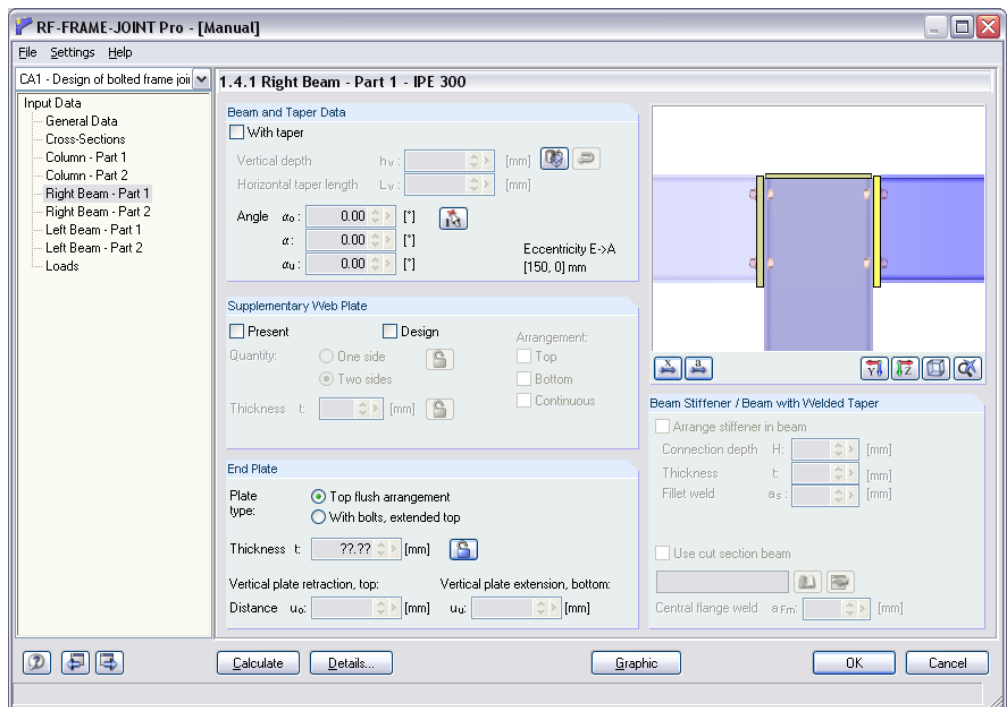 RF-FRAME-JOINT Pro - [Manual]
File Settings Help
CA1 - Design of bolted frame joi
1.4.1 Right Beam - Part 1 - IPE 300
Input Data
General Data
Cross-Sections
Column - Part 1
Column - Part 2
Right Beam - Part 1
Right Beam - Part 2
Left Beam - Part 1
Left Beam - Part 2
Loads
Beam and Taper Data
With taper
Vertical depth hv : [mm]
Horizontal taper length Lv : [mm]
Angle αo : 0.00 [°]
α: 0.00 [°]
αu : 0.00 [°]
Eccentricity E->A
[150, 0] mm
Supplementary Web Plate
Present Design
Arrangement:
Quantity: One side Top
Two sides Bottom
Thickness t: [mm] Continuous
End Plate
Plate type:
Top flush arrangement
With bolts, extended top
Thickness t: ??.?? [mm]
Vertical plate retraction, top: Vertical plate extension, bottom:
Distance uo: [mm] uu: [mm]
X a Y Z
Beam Stiffener / Beam with Welded Taper
Arrange stiffener in beam
Connection depth H: [mm]
Thickness t: [mm]
Fillet weld as : [mm]
Use cut section beam
Central flange weld aFm: [mm]
Calculate Details... Graphic OK Cancel